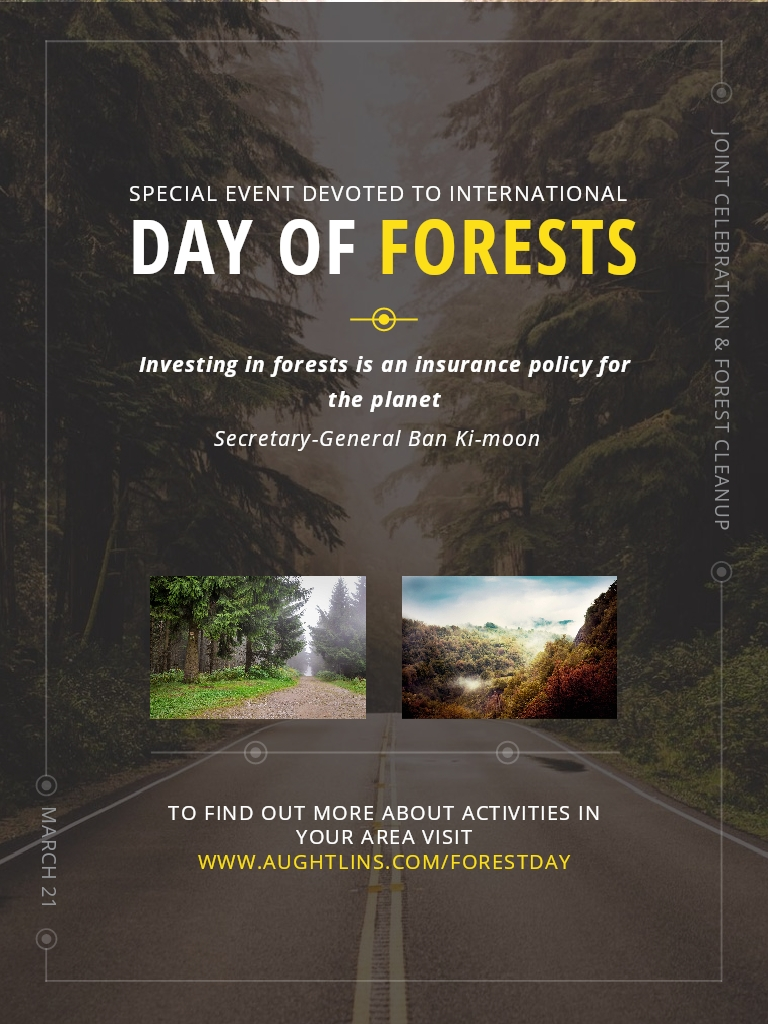 SPECIAL EVENT DEVOTED TO INTERNATIONAL
DAY OF FORESTS
Investing in forests is an insurance policy for
the planet
Secretary-General Ban Ki-moon
JOINT CELEBRATION & FOREST CLEANUP
TO FIND OUT MORE ABOUT ACTIVITIES IN
YOUR AREA VISIT
WWW.AUGHTLINS.COM/FORESTDAY
MARCH 21